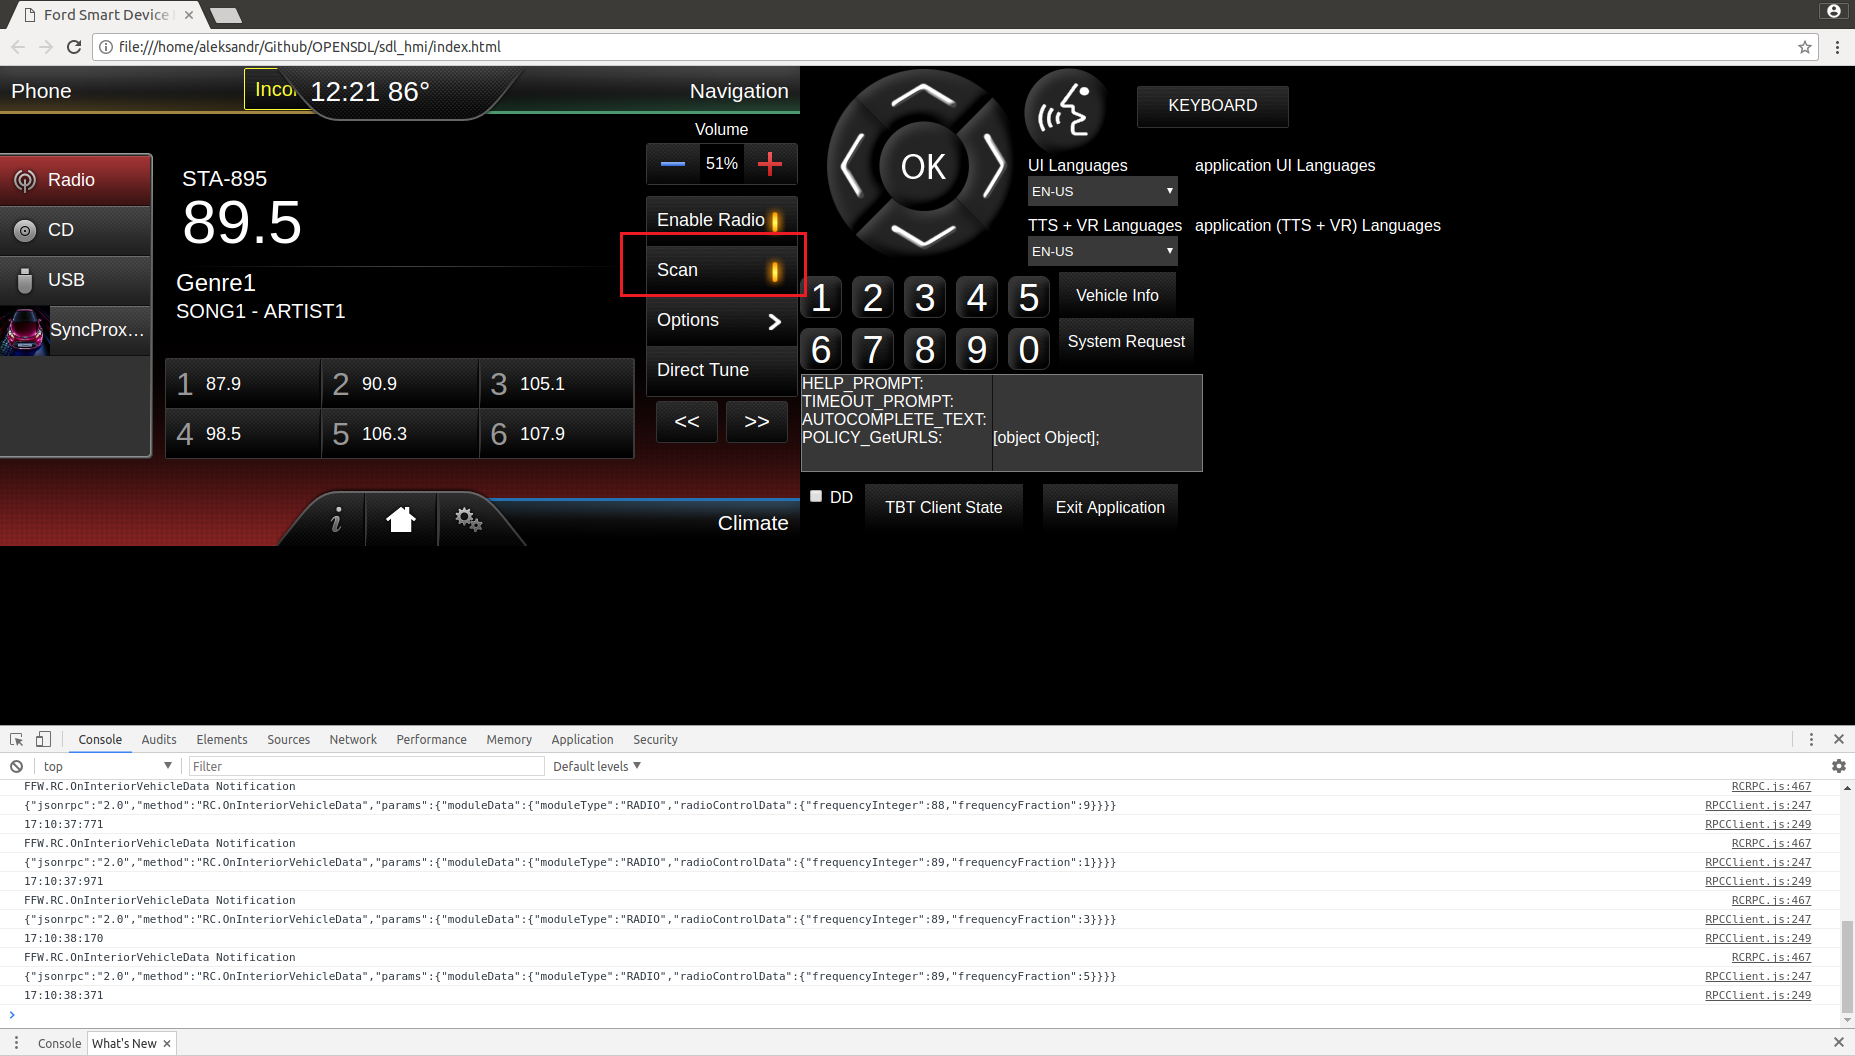 Ford Smart Device
file:///home/aleksandr/Github/OPENSDL/sdl_hmi/index.html
Phone
Incor
12:21 86°
Navigation
Volume
51%
Radio
CD
USB
SyncProx...
STA-895
89.5
Genre1
SONG1 - ARTIST1
1 87.9
2 90.9
3 105.1
4 98.5
5 106.3
6 107.9
Enable Radio
Scan
Options
Direct Tune
<< >>
Climate
OK
KEYBOARD
UI Languages
application UI Languages
EN-US
TTS + VR Languages
application (TTS + VR) Languages
EN-US
1 2 3 4 5
Vehicle Info
6 7 8 9 0
System Request
HELP_PROMPT:
TIMEOUT_PROMPT:
AUTOCOMPLETE_TEXT:
POLICY_GetURLS: [object Object];
DD
TBT Client State
Exit Application
Console Audits Elements Sources Network Performance Memory Application Security
top
Filter
Default levels
FFW.RC.OnInteriorVehicleData Notification RCRPC.js:467
{"jsonrpc":"2.0","method":"RC.OnInteriorVehicleData","params":{"moduleData":{"moduleType":"RADIO","radioControlData":{"frequencyInteger":88,"frequencyFraction":9}}}} RPCClient.js:247
17:10:37:771 RPCClient.js:249
FFW.RC.OnInteriorVehicleData Notification RCRPC.js:467
{"jsonrpc":"2.0","method":"RC.OnInteriorVehicleData","params":{"moduleData":{"moduleType":"RADIO","radioControlData":{"frequencyInteger":89,"frequencyFraction":1}}}} RPCClient.js:247
17:10:37:971 RPCClient.js:249
FFW.RC.OnInteriorVehicleData Notification RCRPC.js:467
{"jsonrpc":"2.0","method":"RC.OnInteriorVehicleData","params":{"moduleData":{"moduleType":"RADIO","radioControlData":{"frequencyInteger":89,"frequencyFraction":3}}}} RPCClient.js:247
17:10:38:170 RPCClient.js:249
FFW.RC.OnInteriorVehicleData Notification RCRPC.js:467
{"jsonrpc":"2.0","method":"RC.OnInteriorVehicleData","params":{"moduleData":{"moduleType":"RADIO","radioControlData":{"frequencyInteger":89,"frequencyFraction":5}}}} RPCClient.js:247
17:10:38:371 RPCClient.js:249
Console What's New